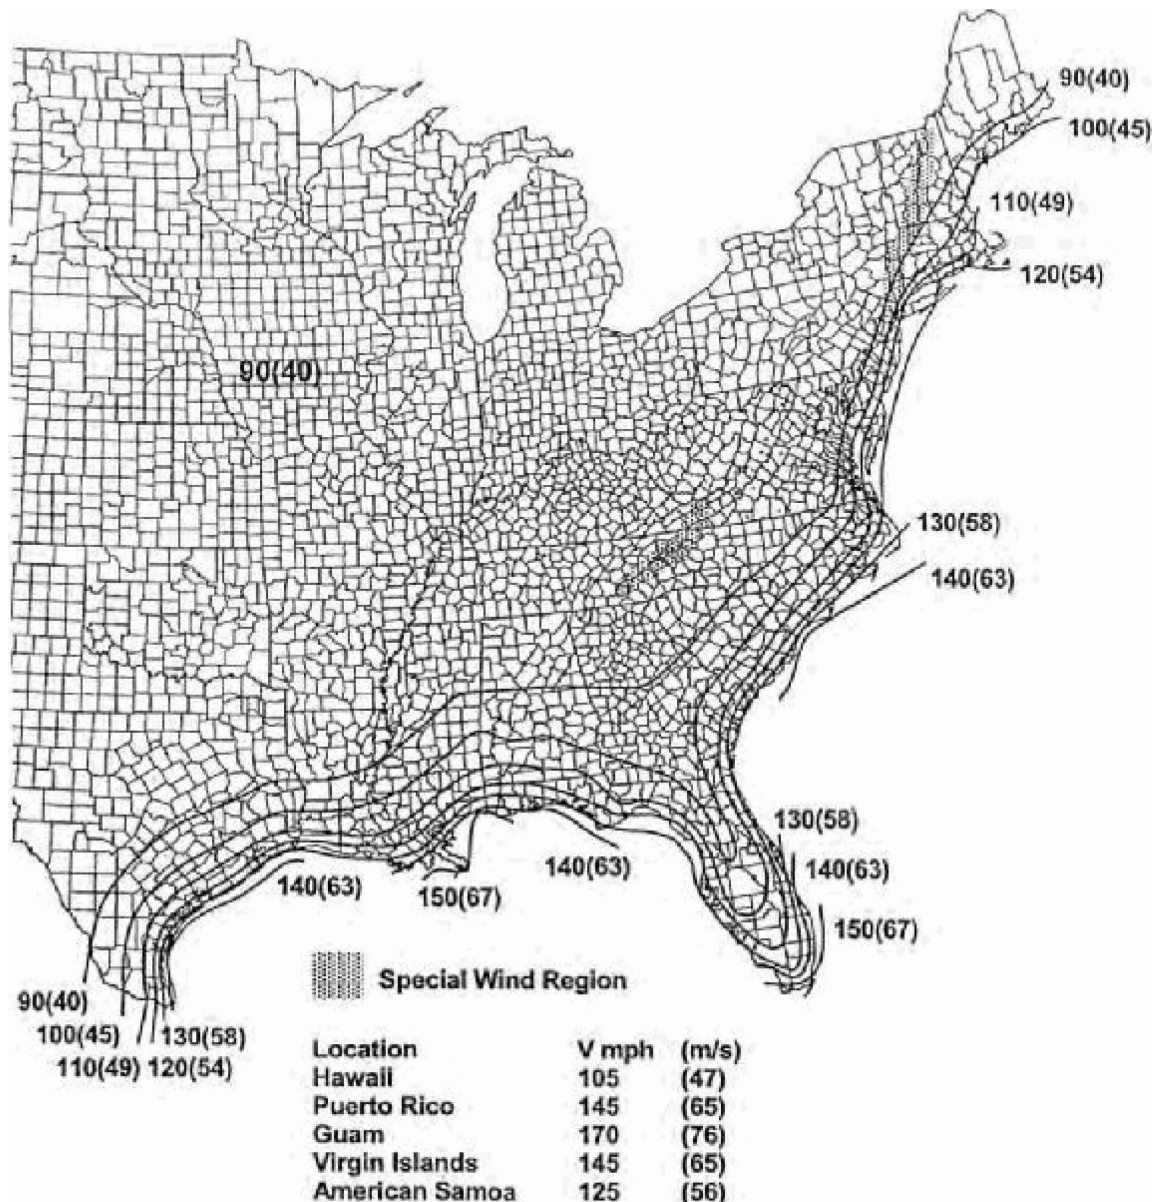 90(40)
100(45)
110(49)
120(54)
90(40)
130(58)
140(63)
130(58)
140(63)
140(63)
140(63)
150(67)
150(67)
Special Wind Region
90(40)
100(45)
130(58)
110(49)
120(54)
Location V mph (m/s)
Hawaii 105 (47)
Puerto Rico 145 (65)
Guam 170 (76)
Virgin Islands 145 (65)
American Samoa 125 (56)